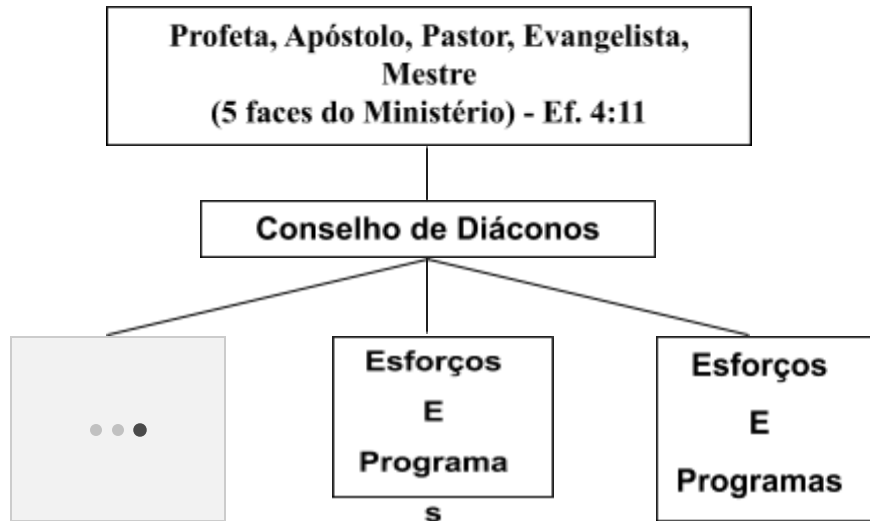 Profeta, Apóstolo, Pastor, Evangelista,
Mestre
(5 faces do Ministério) - Ef. 4:11
Conselho de Diáconos
Esforços
E
Programa
s
Esforços
E
Programas